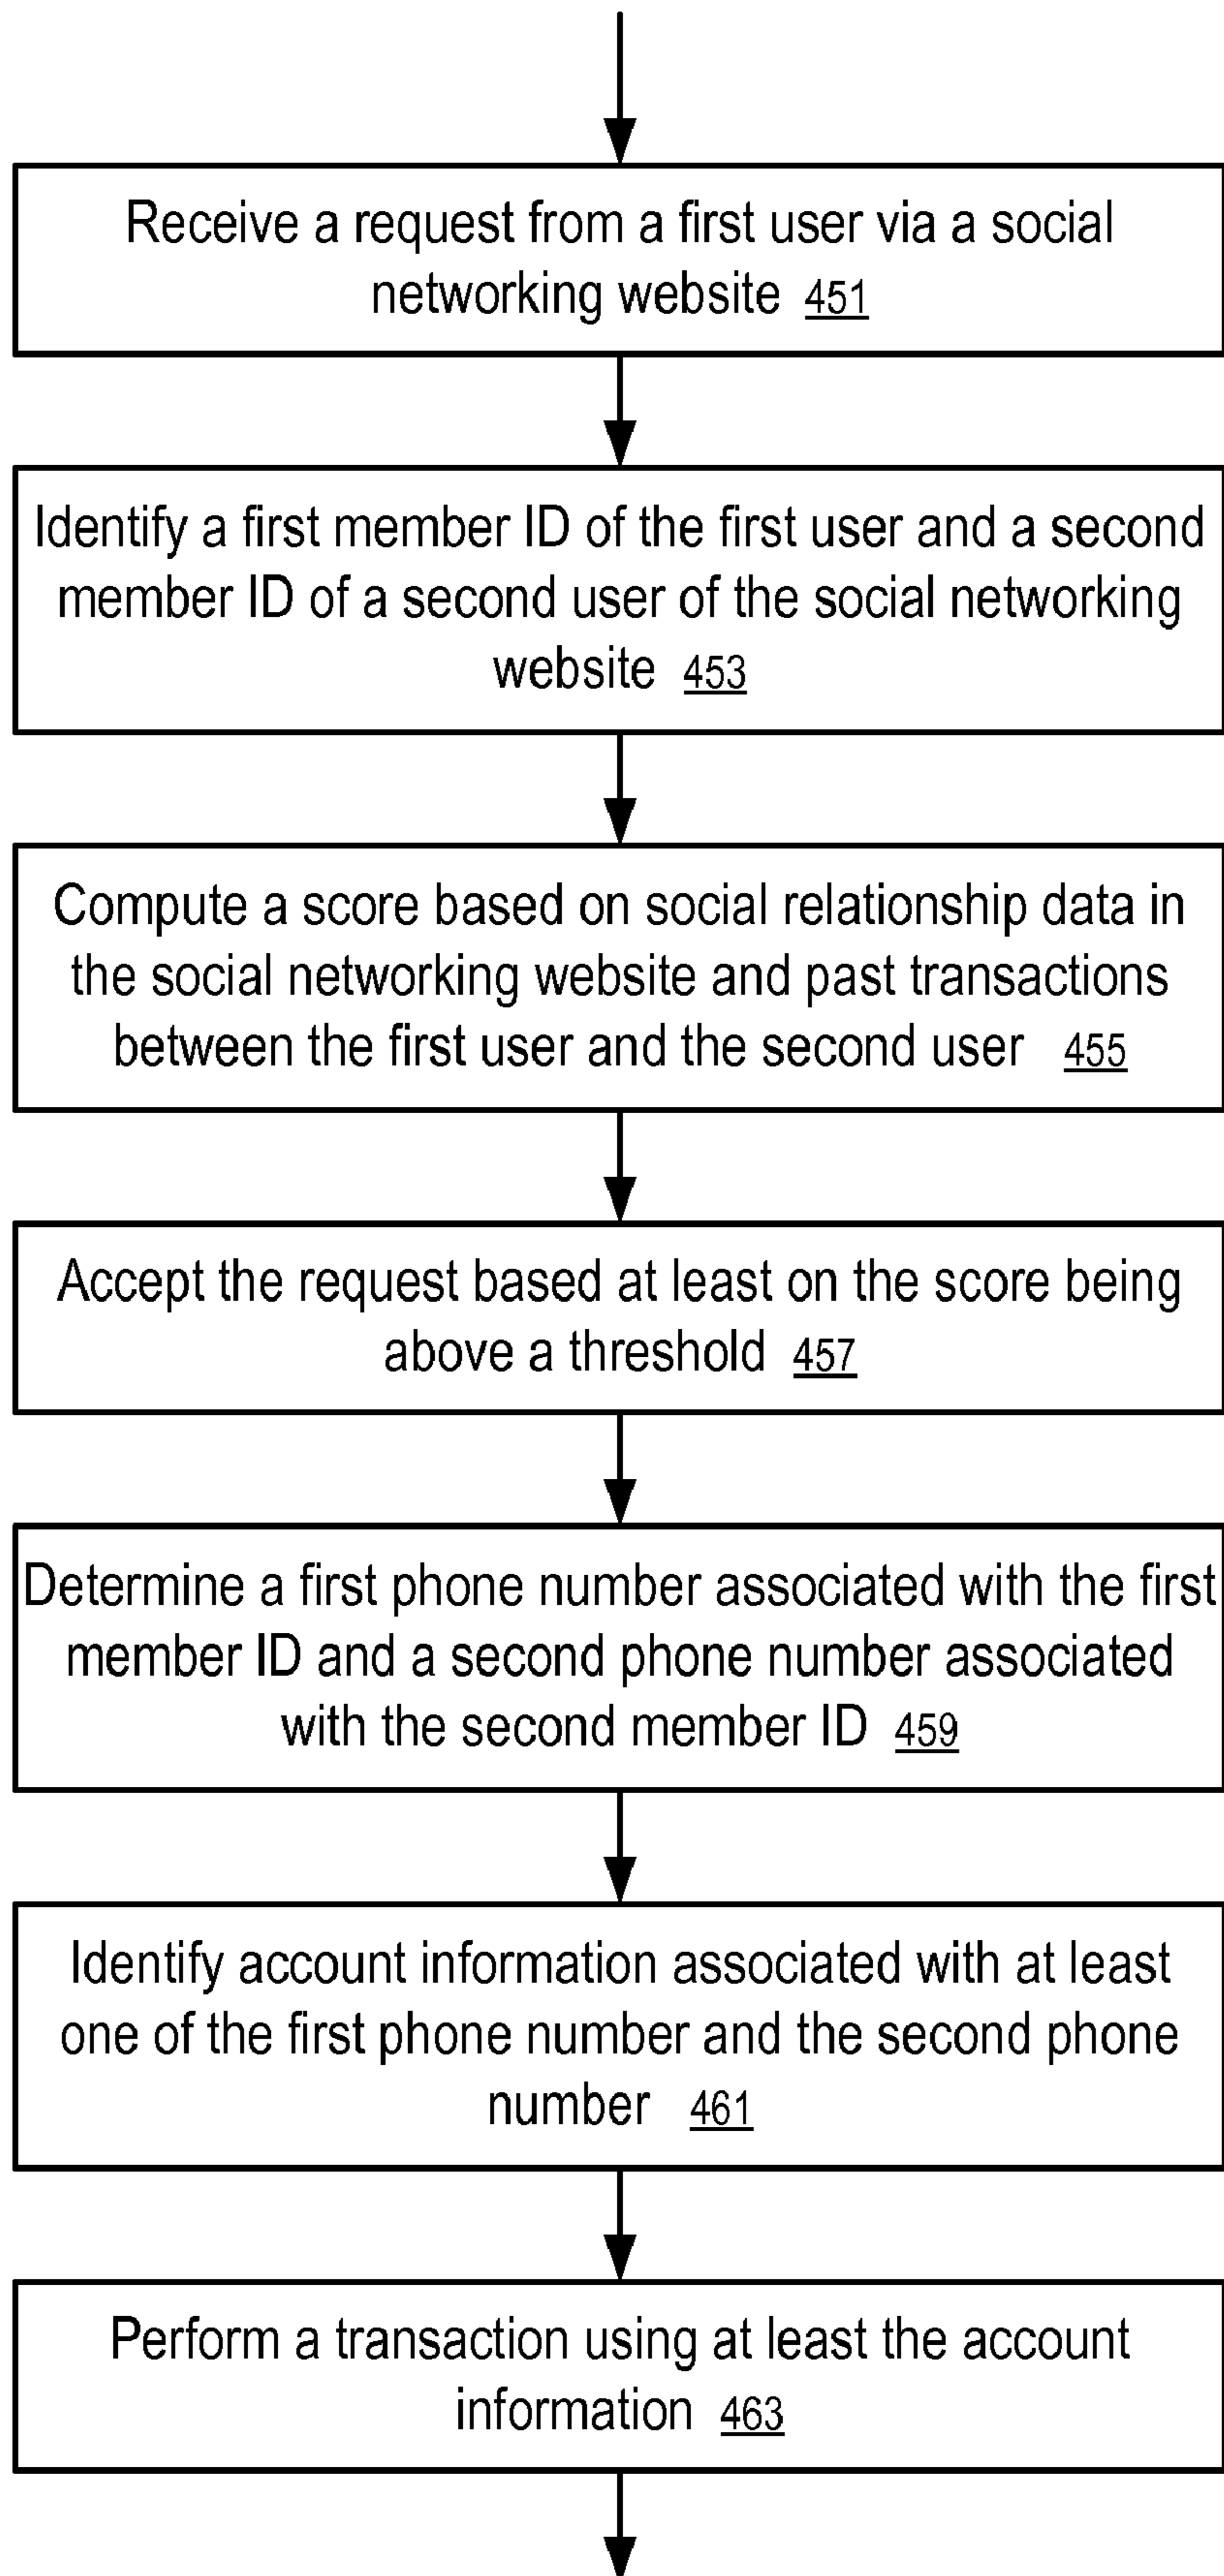 Receive a request from a first user via a social
networking website 451
Identify a first member ID of the first user and a second
member ID of a second user of the social networking
website 453
Compute a score based on social relationship data in
the social networking website and past transactions
between the first user and the second user 455
Accept the request based at least on the score being
above a threshold 457
Determine a first phone number associated with the first
member ID and a second phone number associated
with the second member ID 459
Identify account information associated with at least
one of the first phone number and the second phone
number 461
Perform a transaction using at least the account
information 463